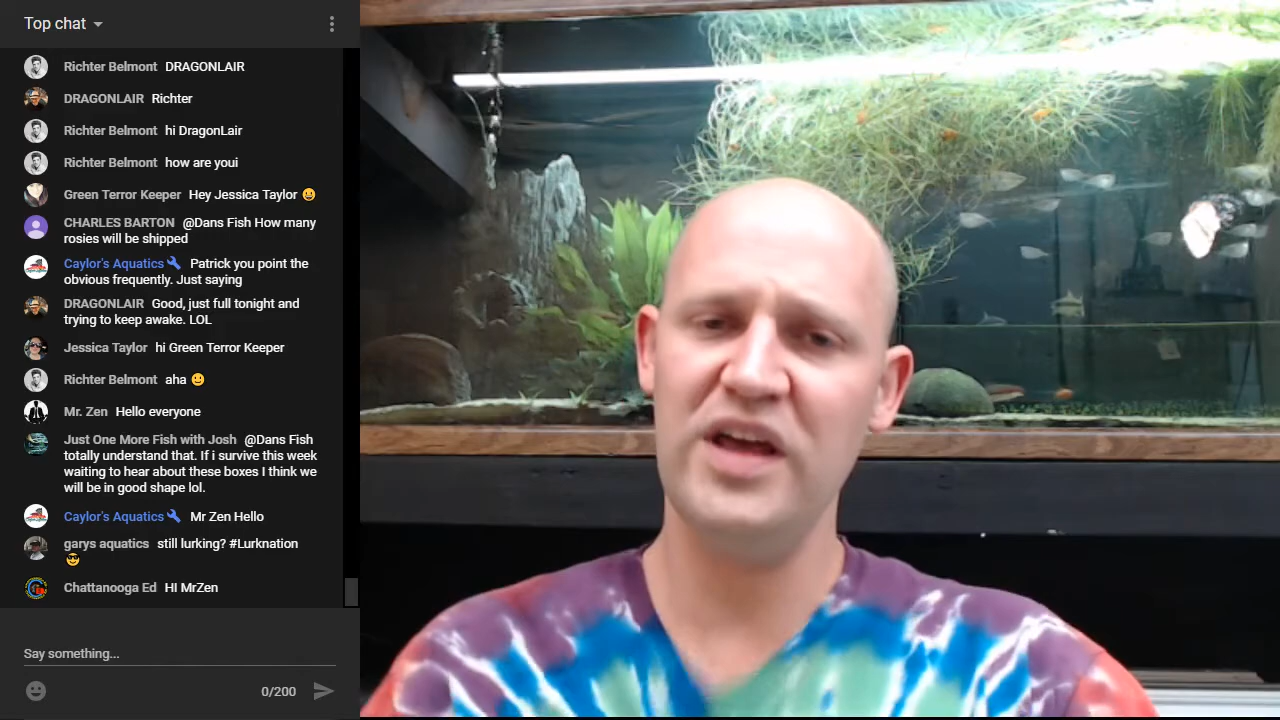 Top chat
Richter Belmont DRAGONLAIR
DRAGONLAIR Richter
Richter Belmont hi DragonLair
Richter Belmont how are youi
Green Terror Keeper Hey Jessica Taylor 😀
CHARLES BARTON @Dans Fish How many
rosies will be shipped
Caylor's Aquatics Patrick you point the
obvious frequently. Just saying
DRAGONLAIR Good, just full tonight and
trying to keep awake. LOL
Jessica Taylor hi Green Terror Keeper
Richter Belmont aha 🙂
Mr. Zen Hello everyone
Just One More Fish with Josh @Dans Fish
totally understand that. If i survive this week
waiting to hear about these boxes I think we
will be in good shape lol.
Caylor's Aquatics Mr Zen Hello
garys aquatics still lurking? #Lurknation
😎
Chattanooga Ed HI MrZen
Say something...
0/200